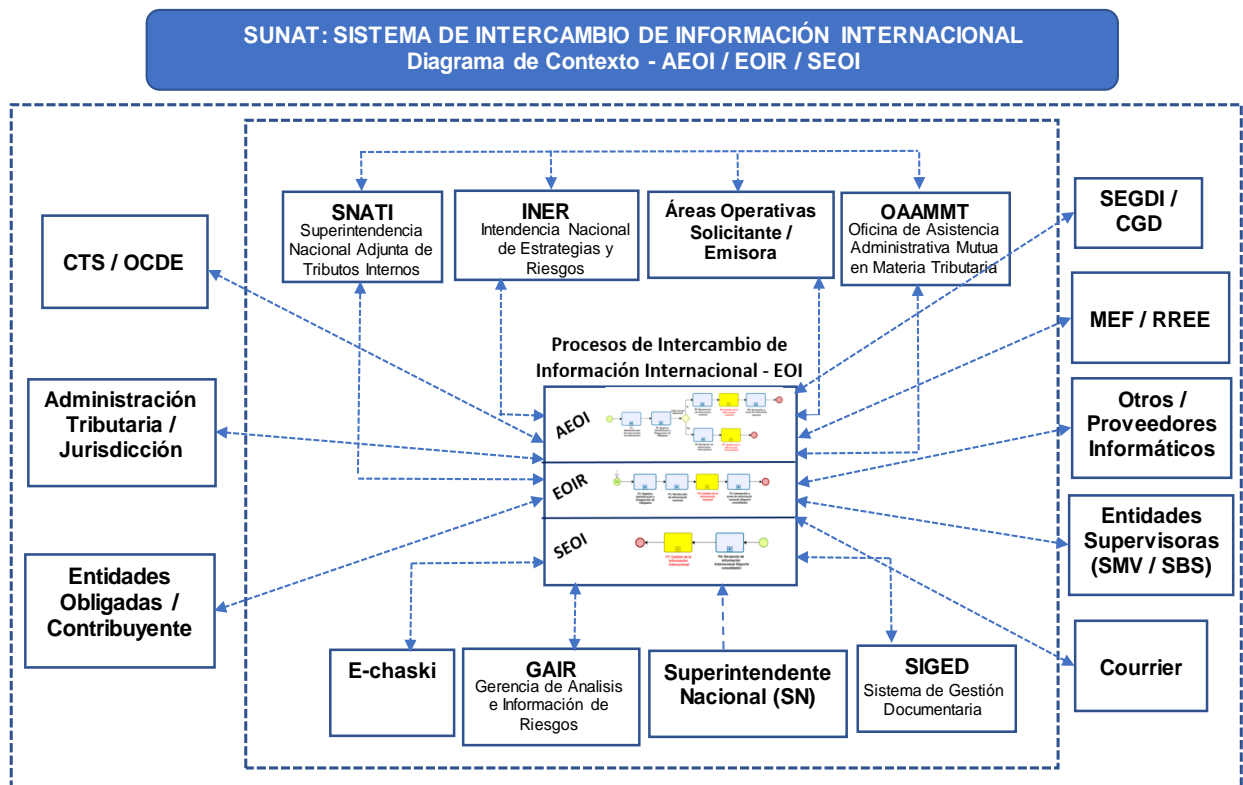 SUNAT: SISTEMA DE INTERCAMBIO DE INFORMACIÓN INTERNACIONAL
Diagrama de Contexto - AEOI / EOIR / SEOI
SNATI
Superintendencia
Nacional Adjunta de
Tributos Internos
INER
Intendencia Nacional
de Estrategias y
Riesgos
Áreas Operativas
Solicitante /
Emisora
OAAMMT
Oficina de Asistencia
Administrativa Mutua
en Materia Tributaria
SEGDI /
CGD
CTS / OCDE
MEF / RREE
Administración
Tributaria /
Jurisdicción
Otros /
Proveedores
Informáticos
Entidades
Obligadas /
Contribuyente
Entidades
Supervisoras
(SMV / SBS)
Courrier
Procesos de Intercambio de
Información Internacional - EOI
AEOI
EOIR
SEOI
E-chaski
GAIR
Gerencia de Analisis
e Información de
Riesgos
Superintendente
Nacional (SN)
SIGED
Sistema de Gestión
Documentaria